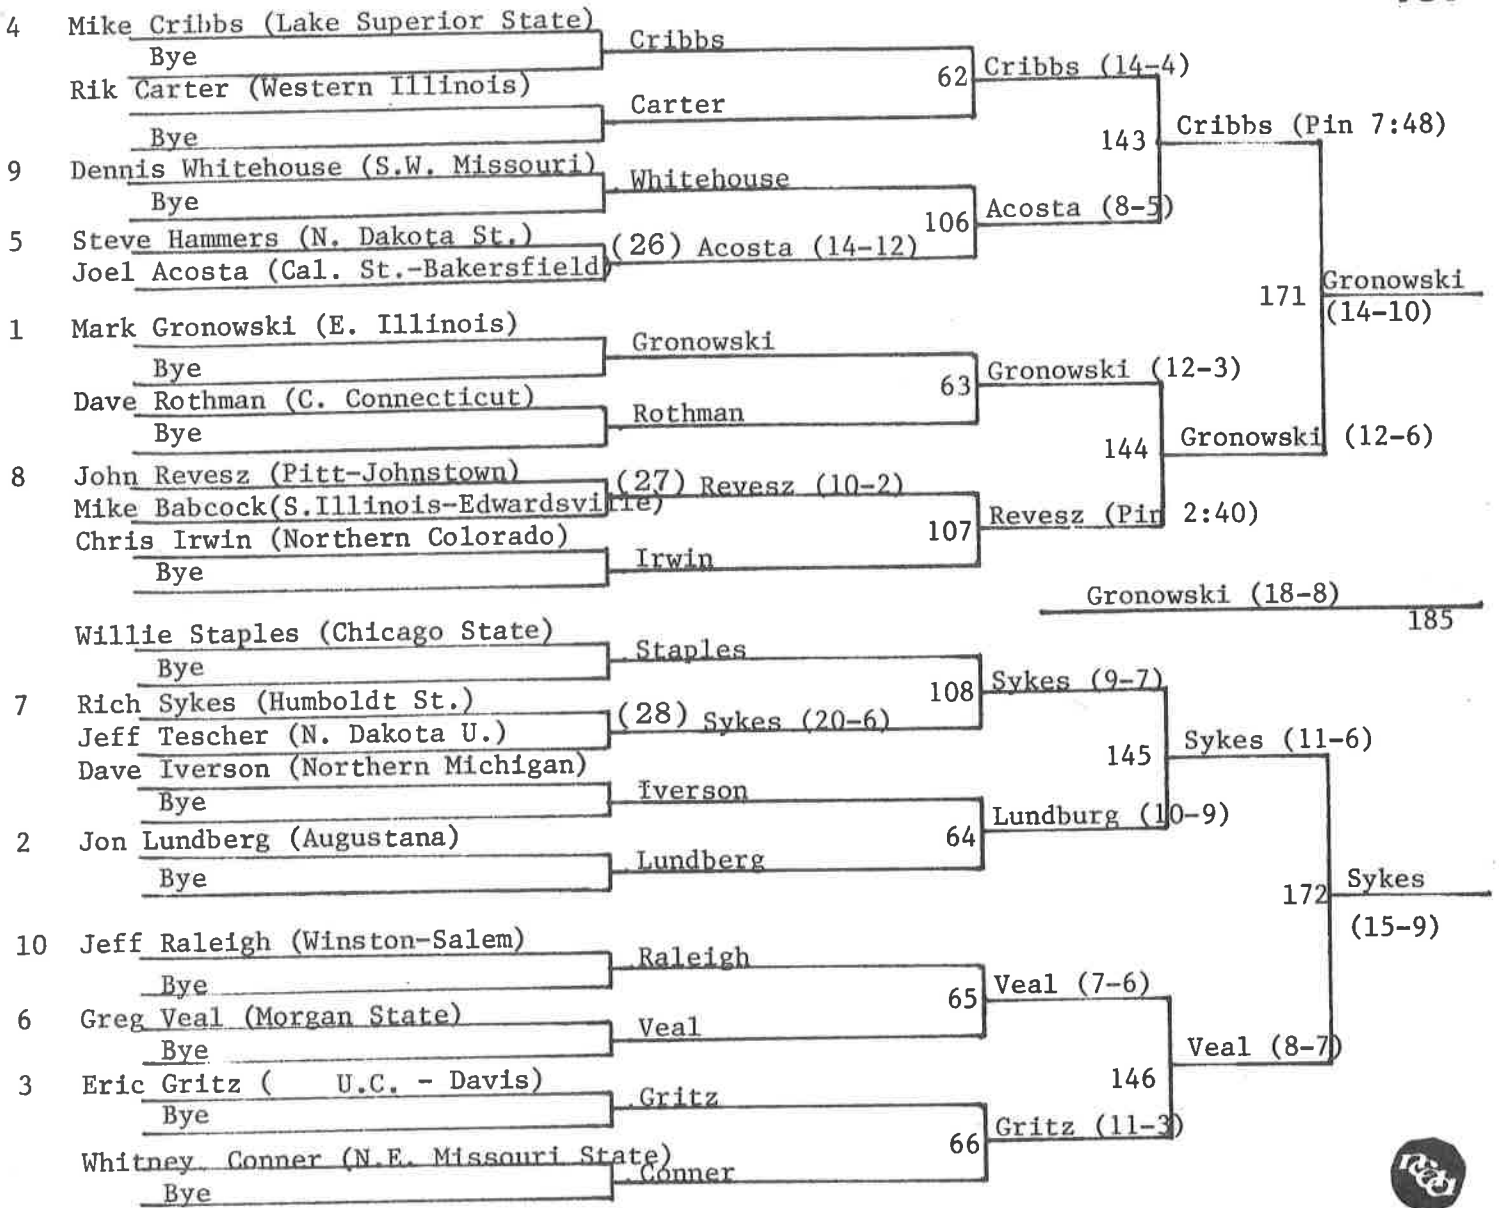 4 Mike Cribbs (Lake Superior State)
Bye
Cribbs
Rik Carter (Western Illinois)
62 Cribbs (14-4)
Carter
Bye
143 Cribbs (Pin 7:48)
9 Dennis Whitehouse (S.W. Missouri)
Whitehouse
Bye
106 Acosta (8-5)
5 Steve Hammers (N. Dakota St.)
(26) Acosta (14-12)
Joel Acosta (Cal. St.-Bakersfield)
171 Gronowski
(14-10)
1 Mark Gronowski (E. Illinois)
Gronowski
Bye
63 Gronowski (12-3)
Dave Rothman (C. Connecticut)
Rothman
Bye
144 Gronowski (12-6)
8 John Revesz (Pitt-Johnstown)
(27) Revesz (10-2)
Mike Babcock(S.Illinois-Edwardsville)
107 Revesz (Pin 2:40)
Chris Irwin (Northern Colorado)
Irwin
Bye
Gronowski (18-8)
185
Willie Staples (Chicago State)
Staples
Bye
108 Sykes (9-7)
7 Rich Sykes (Humboldt St.)
(28) Sykes (20-6)
Jeff Tescher (N. Dakota U.)
145 Sykes (11-6)
Dave Iverson (Northern Michigan)
Iverson
Bye
64 Lundburg (10-9)
2 Jon Lundberg (Augustana)
Lundberg
Bye
172 Sykes
(15-9)
10 Jeff Raleigh (Winston-Salem)
Raleigh
Bye
65 Veal (7-6)
6 Greg Veal (Morgan State)
Veal
Bye
146 Veal (8-7)
3 Eric Gritz ( U.C. - Davis)
Gritz
Bye
66 Gritz (11-3)
Whitney Conner (N.E. Missouri State)
Conner
Bye
ncaa